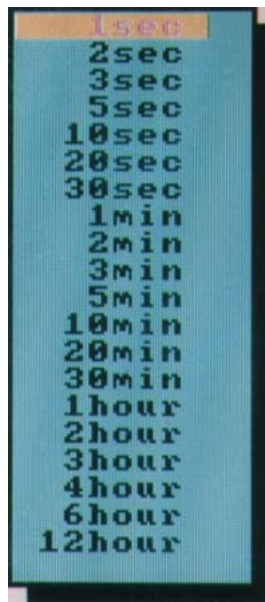 1sec
2sec
3sec
5sec
10sec
20sec
30sec
1min
2min
3min
5min
10min
20min
30min
1hour
2hour
3hour
4hour
6hour
12hour